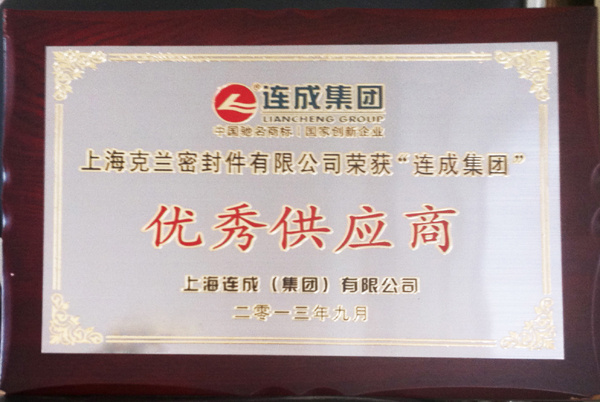 连成集团
LIANCHENG GROUP
中国驰名商标|国家创新企业
上海克兰密封件有限公司荣获“连成集团”
优秀供应商
上海连成（集团）有限公司
二零一三年九月